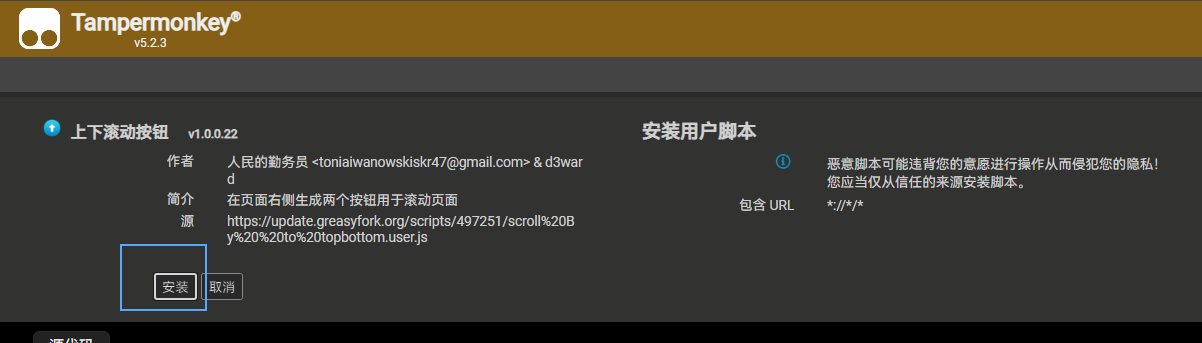 Tampermonkey®
v5.2.3
上下滚动按钮 v1.0.0.22
作者 人民的勤务员 <toniaiwanowskiskr47@gmail.com> & d3war
d
简介 在页面右侧生成两个按钮用于滚动页面
源 https://update.greasyfork.org/scripts/497251/scroll%20B
y%20%20to%20topbottom.user.js
安装 取消
安装用户脚本
恶意脚本可能违背您的意愿进行操作从而侵犯您的隐私!
您应当仅从信任的来源安装脚本。
包含 URL *://*/*
源代码